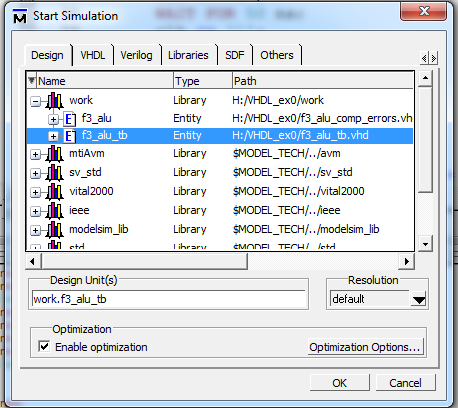 Start Simulation
WAIT FOR
Design VHDL Verilog Libraries SDF Others
Name Type Path
work Library H:/VHDL_ex0/work
E f3_alu Entity H:/VHDL_ex0/f3_alu_comp_errors.vh
E f3_alu_tb Entity H:/VHDL_ex0/f3_alu_tb.vhd
mtiAvm Library $MODEL_TECH/../avm
sv_std Library $MODEL_TECH/../sv_std
vital2000 Library $MODEL_TECH/../vital2000
ieee Library $MODEL_TECH/../ieee
modelsim_lib Library $MODEL_TECH/../modelsim_lib
std Library $MODEL_TECH/../std
Design Unit(s) Resolution
work.f3_alu_tb default
Optimization
Enable optimization Optimization Options...
OK Cancel